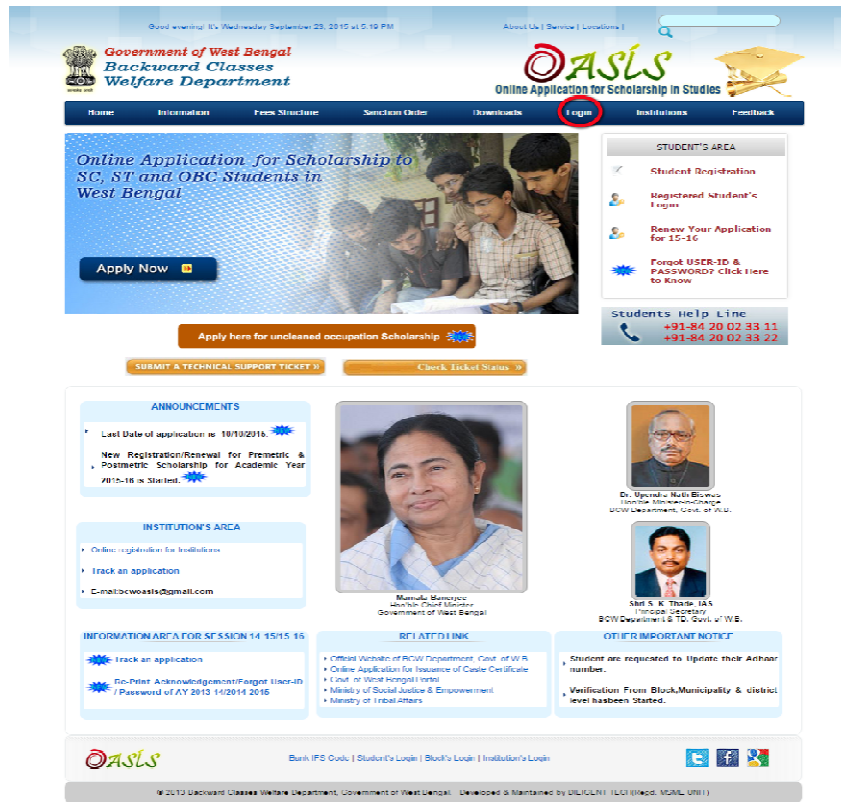 Good evening! It's Wednesday September 23, 2015 at 5.19 PM
About Us | Service | Locations |
Government of West Bengal
Backward Classes
Welfare Department
OASIS
Online Application for Scholarship in Studies
Home Information Fees Structure Sanction Order Downloads Login Institutions Feedback
Online Application for Scholarship to
SC, ST and OBC Students in
West Bengal
Apply Now
STUDENT'S AREA
Student Registration
Registered Student's
Login
Renew Your Application
for 15-16
Forgot USER-ID &
PASSWORD? Click Here
to Know
Students Help Line
+91-84 20 02 33 11
+91-84 20 02 33 22
Apply here for uncleaned occupation Scholarship
SUBMIT A TECHNICAL SUPPORT TICKET »
Check Ticket Status »
ANNOUNCEMENTS
Last Date of application is 10/10/2015.
New Registration/Renewal for Premetric &
Postmetric Scholarship for Academic Year
2015-16 is Started.
INSTITUTION'S AREA
Online registration for Institutions
Track an application
E-mail:bcwoasis@gmail.com
Mamata Banerjee
Hon'ble Chief Minister
Government of West Bengal
Dr. Upendra Nath Biswas
Hon'ble Minister-in-Charge
BCW Department, Govt. of W.B.
Shri S. K. Thade, IAS
Principal Secretary
BCW Department & TD, Govt. of W.B.
INFORMATION AREA FOR SESSION 14-15/15-16
Track an application
Re-Print Acknowledgement/Forgot User-ID
/ Password of AY 2013-14/2014-2015
RELATED LINK
Official Website of BCW Department, Govt. of W.B.
Online Application for Issuance of Caste Certificate
Govt. of West Bengal Portal
Ministry of Social Justice & Empowerment
Ministry of Tribal Affairs
OTHER IMPORTANT NOTICE
Student are requested to Update their Adhaar
number.
Verification From Block,Municipality & district
level hasbeen Started.
OASIS
Bank IFS Code | Student's Login | Block's Login | Institution's Login
© 2013 Backward Classes Welfare Department, Government of West Bengal. Developed & Maintained by DILIGENT TECH(Regd. MSME UNIT)